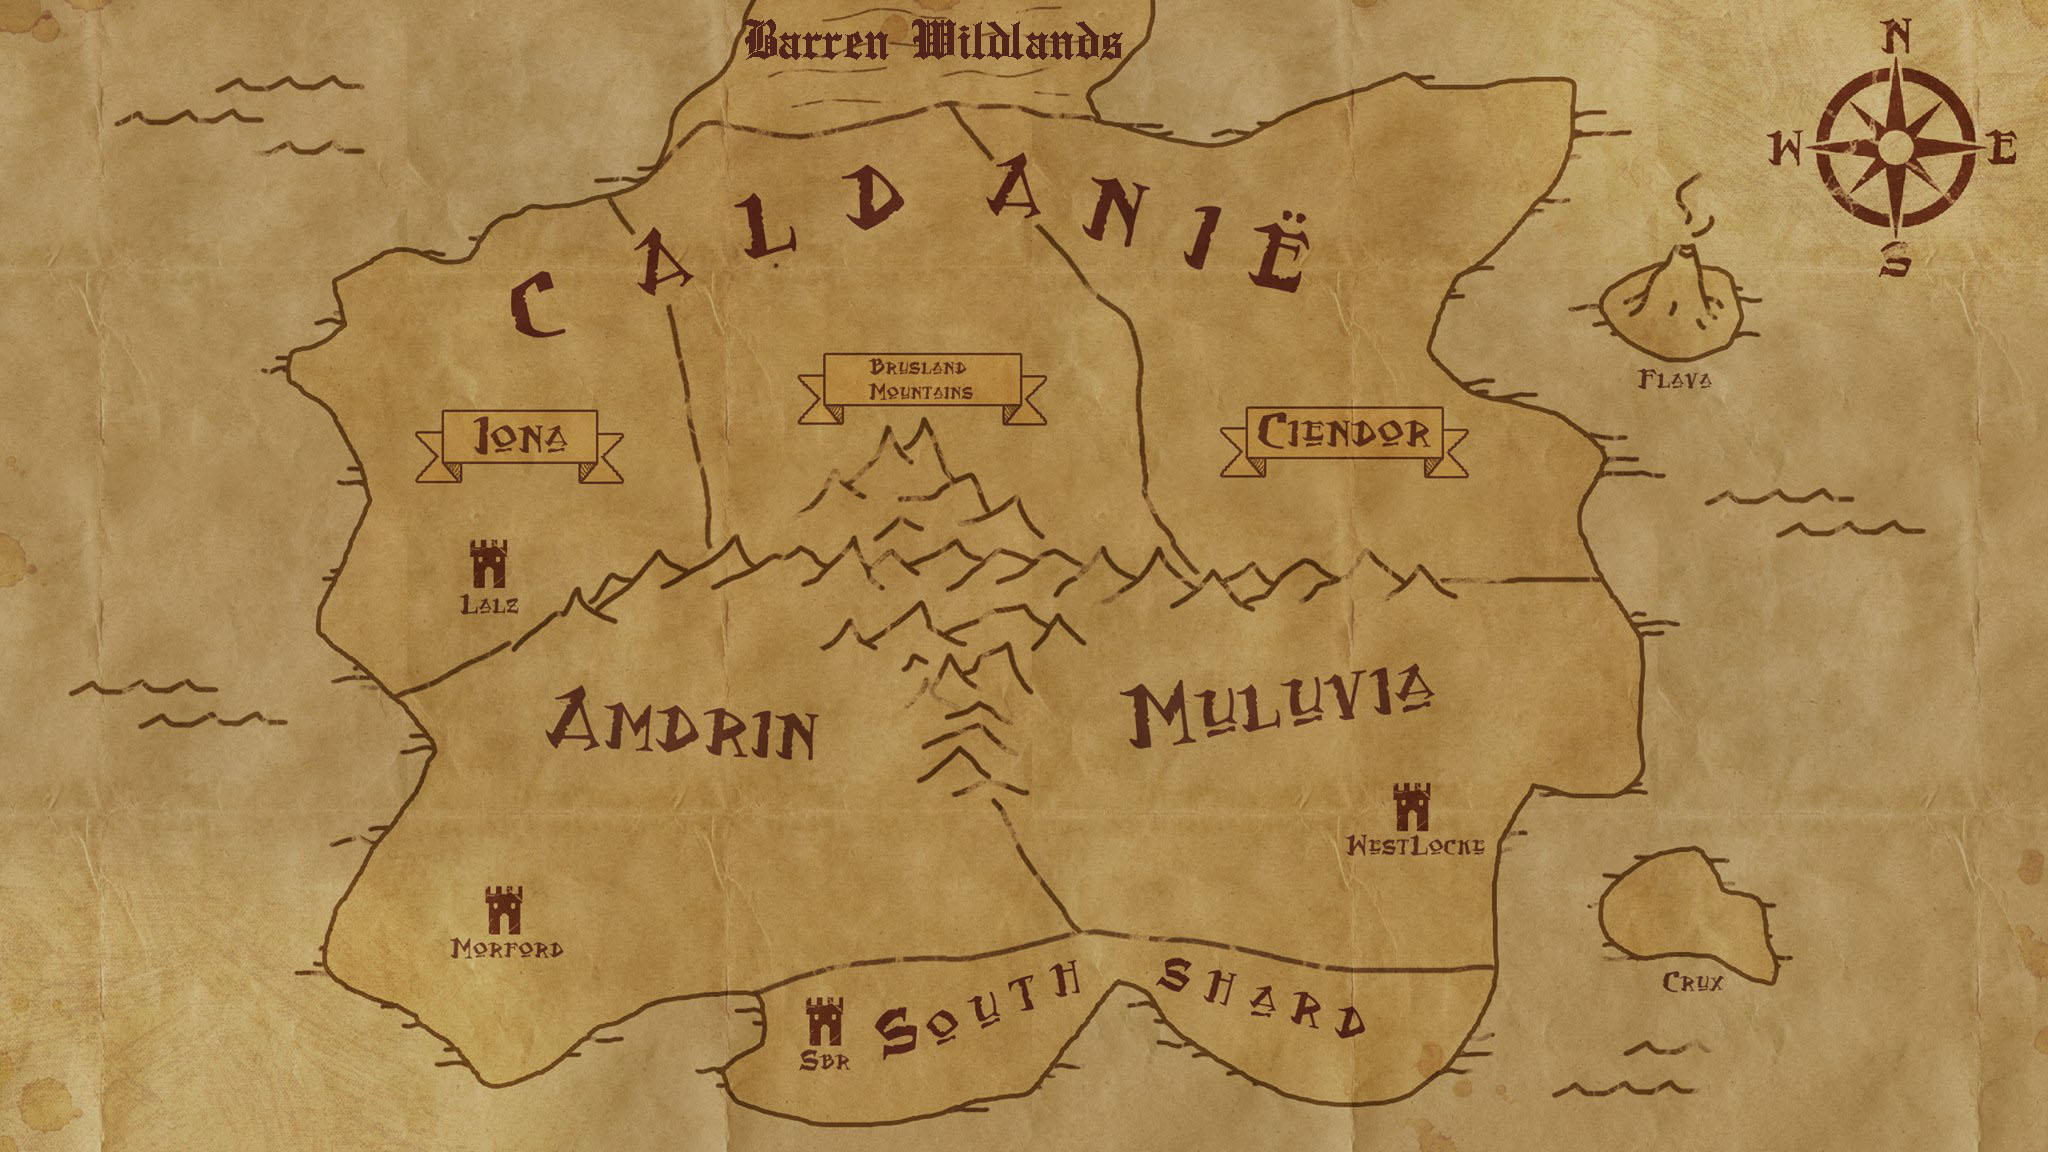 Barren Wildlands
N
W E
S
CALDANIË
Flava
Brusland
Mountains
Iona
Ciendor
Lalz
Amdrin
Muluvia
WestLocke
Morford
South Shard
Sbr
Crux